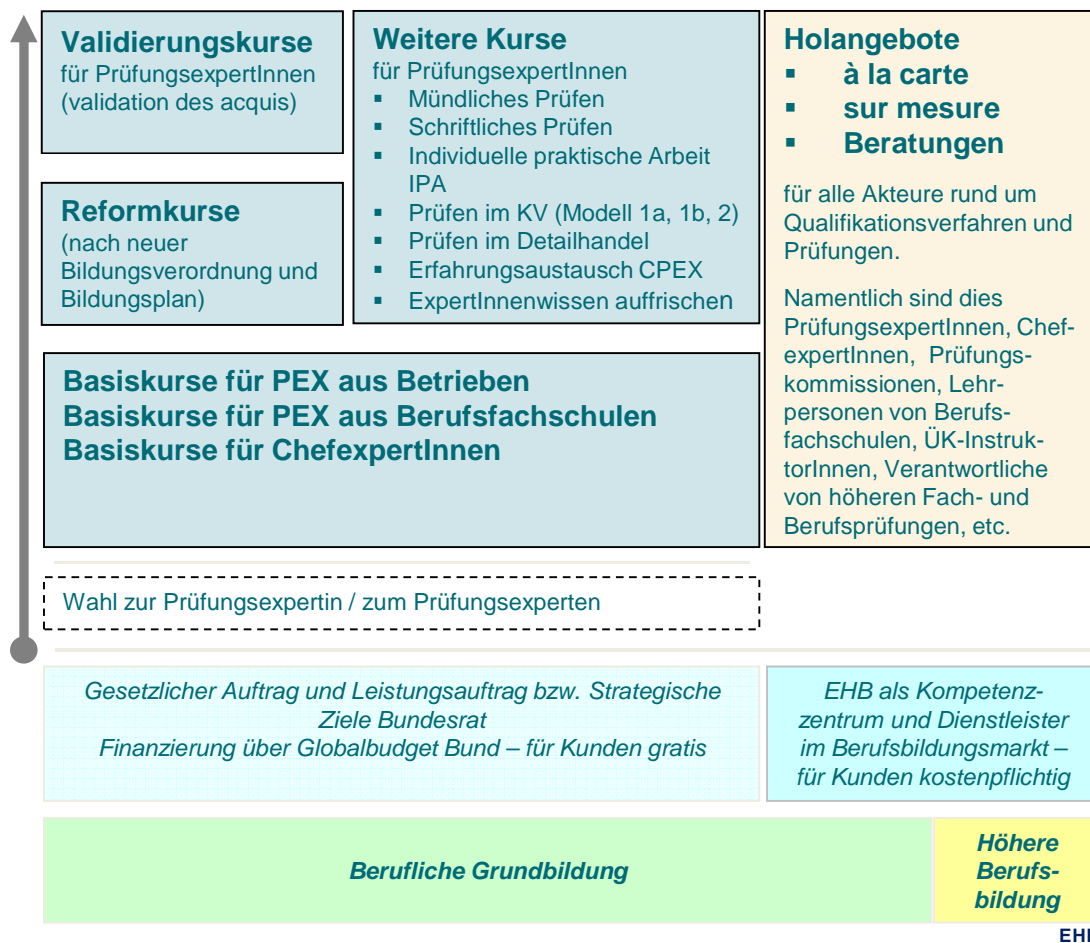 Validierungskurse
für PrüfungsexpertInnen
(validation des acquis)
Reformkurse
(nach neuer
Bildungsverordnung und
Bildungsplan)
Weitere Kurse
für PrüfungsexpertInnen
▪ Mündliches Prüfen
▪ Schriftliches Prüfen
▪ Individuelle praktische Arbeit
IPA
▪ Prüfen im KV (Modell 1a, 1b, 2)
▪ Prüfen im Detailhandel
▪ Erfahrungsaustausch CPEX
▪ ExpertInnenwissen auffrischen
Holangebote
▪ à la carte
▪ sur mesure
▪ Beratungen
für alle Akteure rund um
Qualifikationsverfahren und
Prüfungen.
Namentlich sind dies
PrüfungsexpertInnen, Chef-
expertInnen, Prüfungs-
kommissionen, Lehr-
personen von Berufs-
fachschulen, ÜK-Instruk-
torInnen, Verantwortliche
von höheren Fach- und
Berufsprüfungen, etc.
Basiskurse für PEX aus Betrieben
Basiskurse für PEX aus Berufsfachschulen
Basiskurse für ChefexpertInnen
Wahl zur Prüfungsexpertin / zum Prüfungsexperten
Gesetzlicher Auftrag und Leistungsauftrag bzw. Strategische
Ziele Bundesrat
Finanzierung über Globalbudget Bund – für Kunden gratis
EHB als Kompetenz-
zentrum und Dienstleister
im Berufsbildungsmarkt –
für Kunden kostenpflichtig
Berufliche Grundbildung
Höhere
Berufs-
bildung